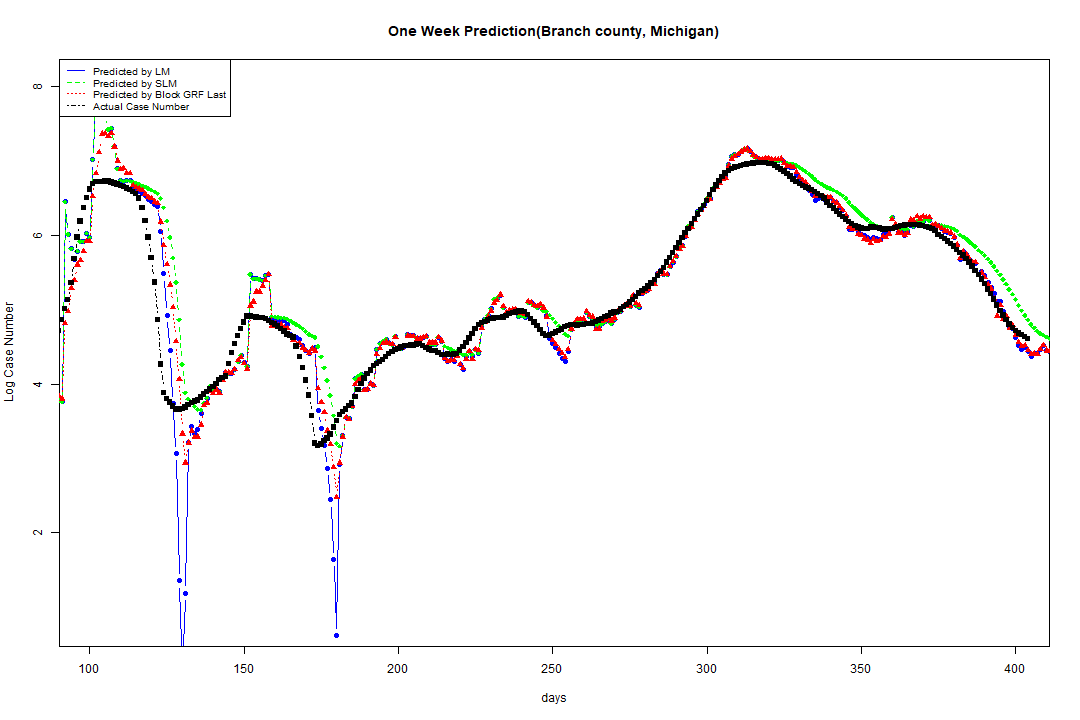 One Week Prediction(Branch county, Michigan)
Predicted by LM
Predicted by SLM
Predicted by Block GRF Last
Actual Case Number
8
6
4
2
Log Case Number
100 150 200 250 300 350 400
days